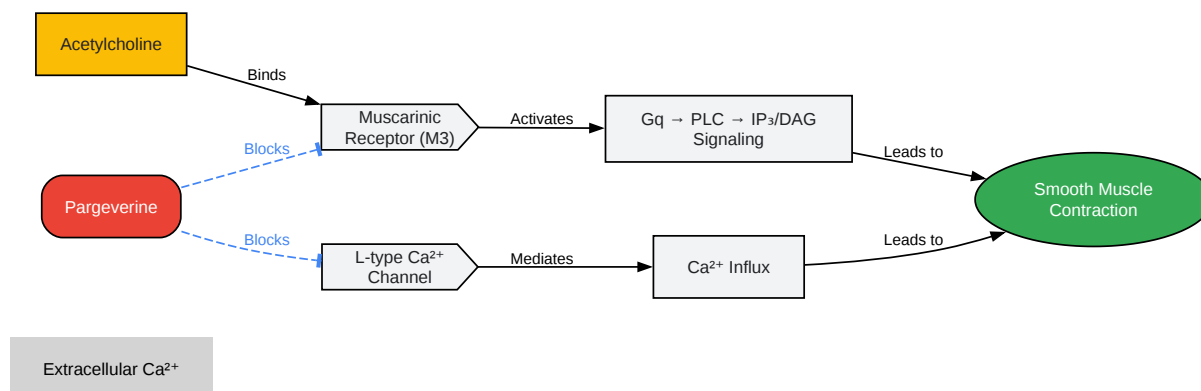 Acetylcholine
Binds
Muscarinic
Receptor (M3)
Activates
Gq → PLC → IP₃/DAG
Signaling
Leads to
Blocks
Pargeverine
Smooth Muscle
Contraction
Blocks
L-type Ca²⁺
Channel
Mediates
Ca²⁺ Influx
Leads to
Extracellular Ca²⁺